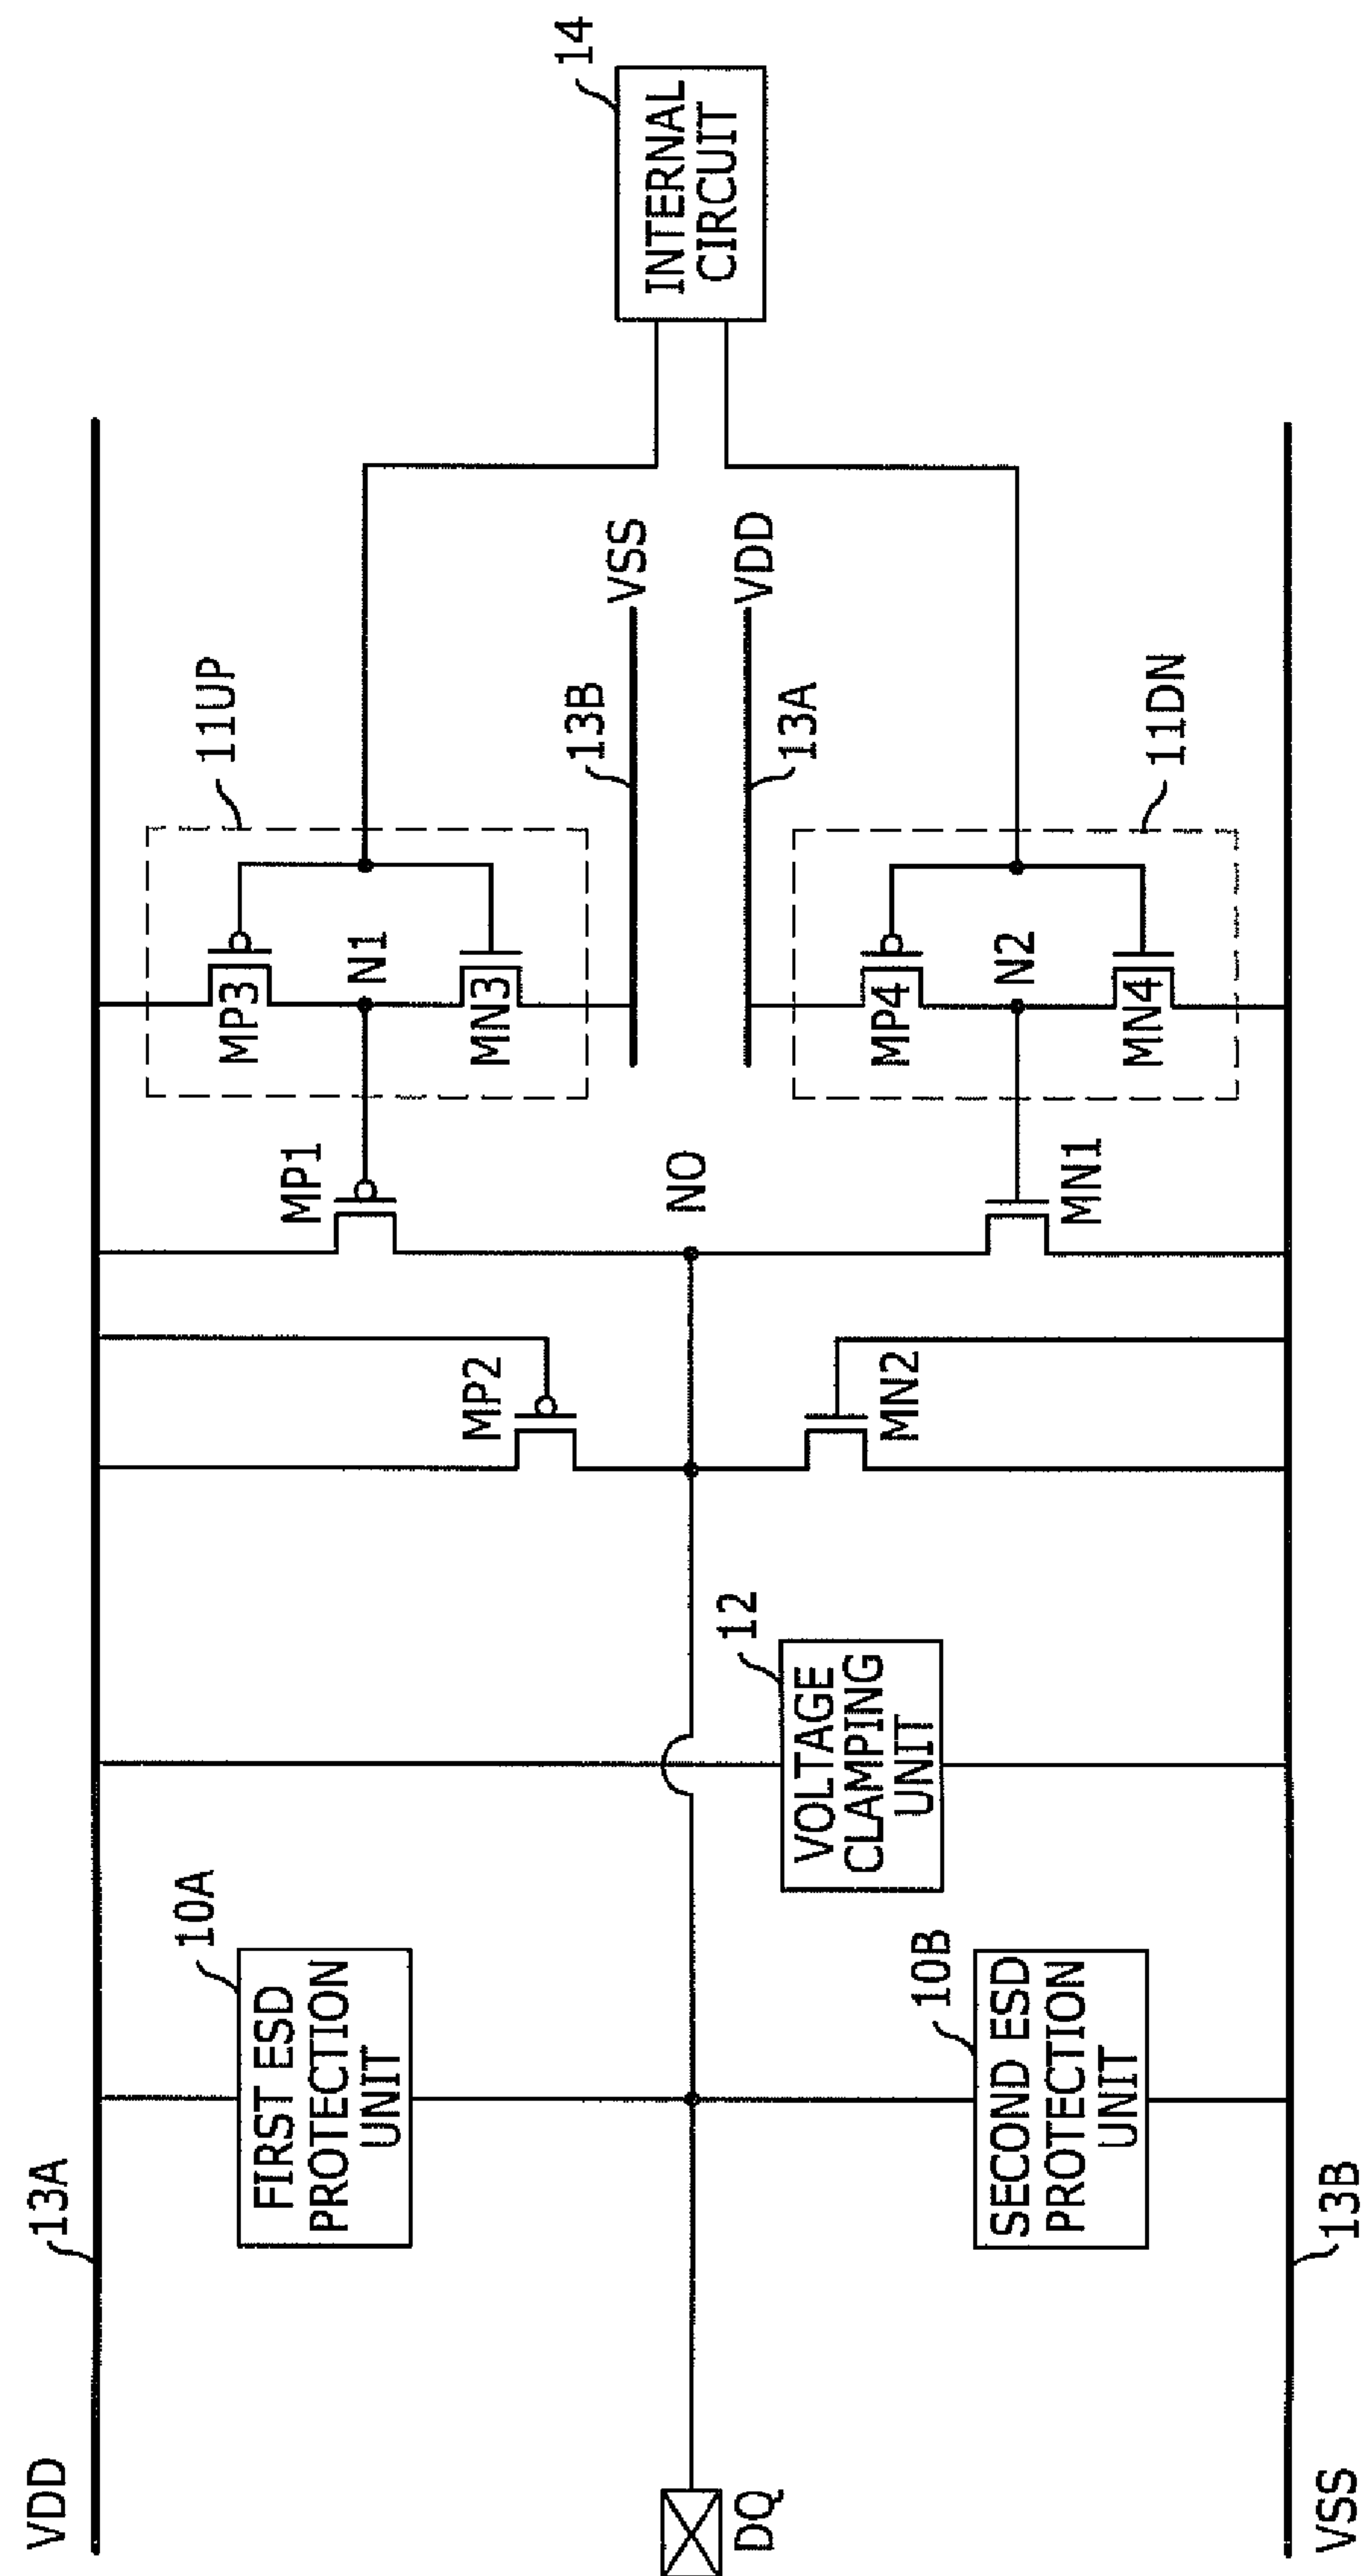 VDD
13A
FIRST ESD
PROTECTION
UNIT
10A
MP2
MP1
MP3
N1
MN3
11UP
DQ
VOLTAGE
CLAMPING
UNIT
12
NO
13B
VSS
13A
VDD
INTERNAL
CIRCUIT
14
SECOND ESD
PROTECTION
UNIT
10B
MN2
MN1
MP4
N2
MN4
11DN
VSS
13B